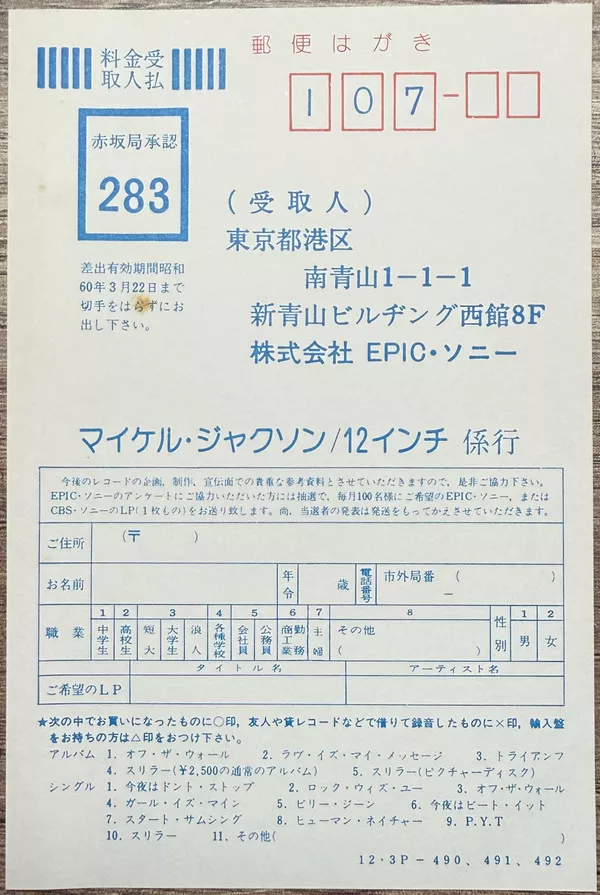 郵便はがき
料金受
取人払
107-
赤坂局承認
283
差出有効期間昭和
60年3月22日まで
切手をはらずにお
出し下さい。
(受取人)
東京都港区
南青山1-1-1
新青山ビルヂング西館8F
株式会社 EPIC・ソニー
マイケル・ジャクソン/12インチ 係行
今後のレコードの企画、制作、宣伝面での貴重な参考資料とさせていただきますので、是非ご協力下さい。
EPIC・ソニーのアンケートにご協力いただいた方には抽選で、毎月100名様にご希望のEPIC・ソニー、または
CBS・ソニーのLP(1枚もの)をお送り致します。尚、当選者の発表は発送をもってかえさせていただきます。
ご住所 (〒 )
お名前 年令 歳 電話番号 市外局番 ( ) ー
職業 1 中学生 2 高校生 3 短大 大学生 浪人 4 各種学校 5 会社員 公務員 6 商工業 勤務 7 主婦 8 その他 ( ) 性別 1 男 2 女
タイトル名 アーティスト名
ご希望のLP
★次の中でお買いになったものに○印、友人や貸レコードなどで借りて録音したものに×印、輸入盤
をお持ちの方は△印をおつけ下さい。
アルバム 1. オフ・ザ・ウォール 2. ラヴ・イズ・マイ・メッセージ 3. トライアンフ
4. スリラー(¥2,500の通常のアルバム) 5. スリラー(ピクチャーディスク)
シングル 1. 今夜はドント・ストップ 2. ロック・ウィズ・ユー 3. オフ・ザ・ウォール
4. ガール・イズ・マイン 5. ビリー・ジーン 6. 今夜はビート・イット
7. スタート・サムシング 8. ヒューマン・ネイチャー 9. P.Y.T
10. スリラー 11. その他( )
12・3P－490、491、492